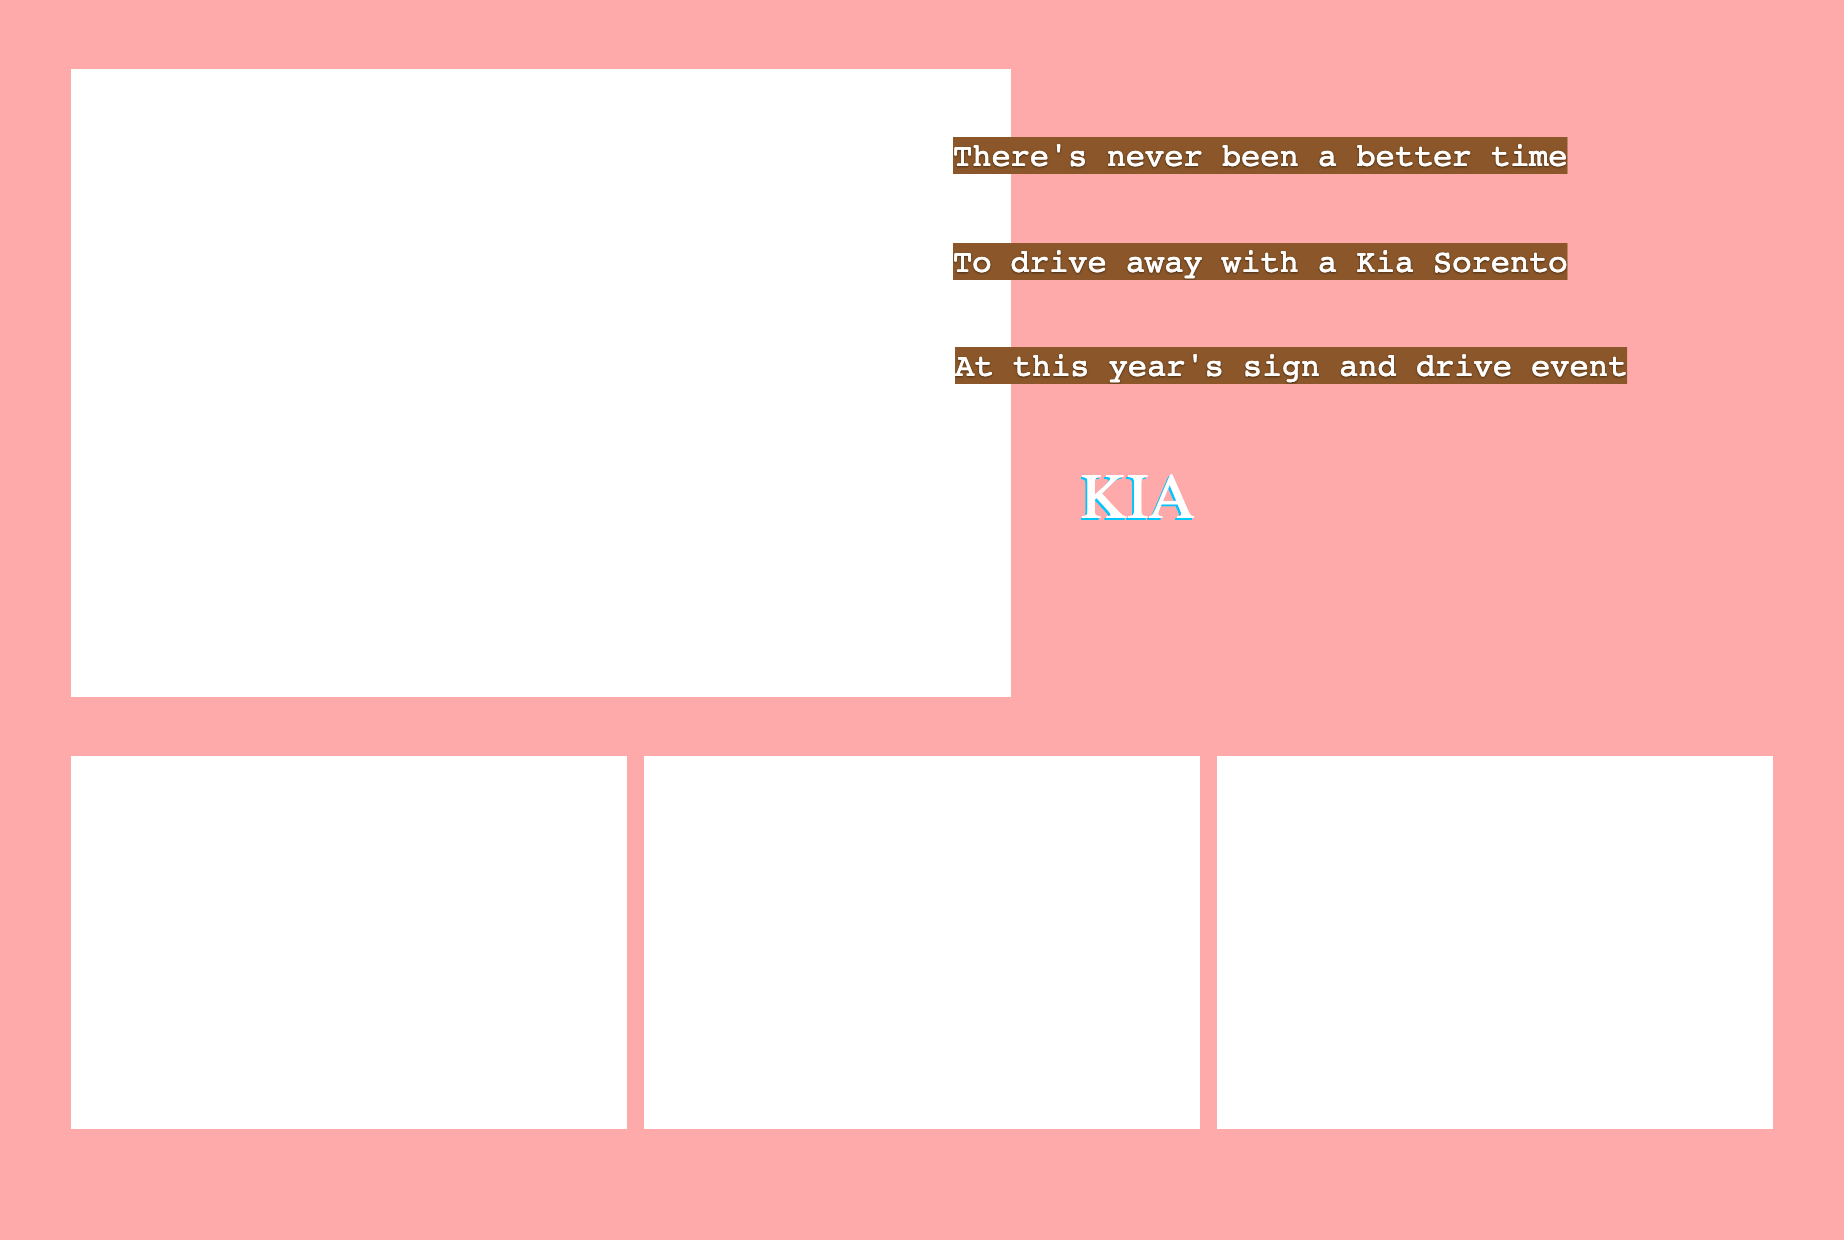 There's never been a better time
To drive away with a Kia Sorento
At this year's sign and drive event
KIA